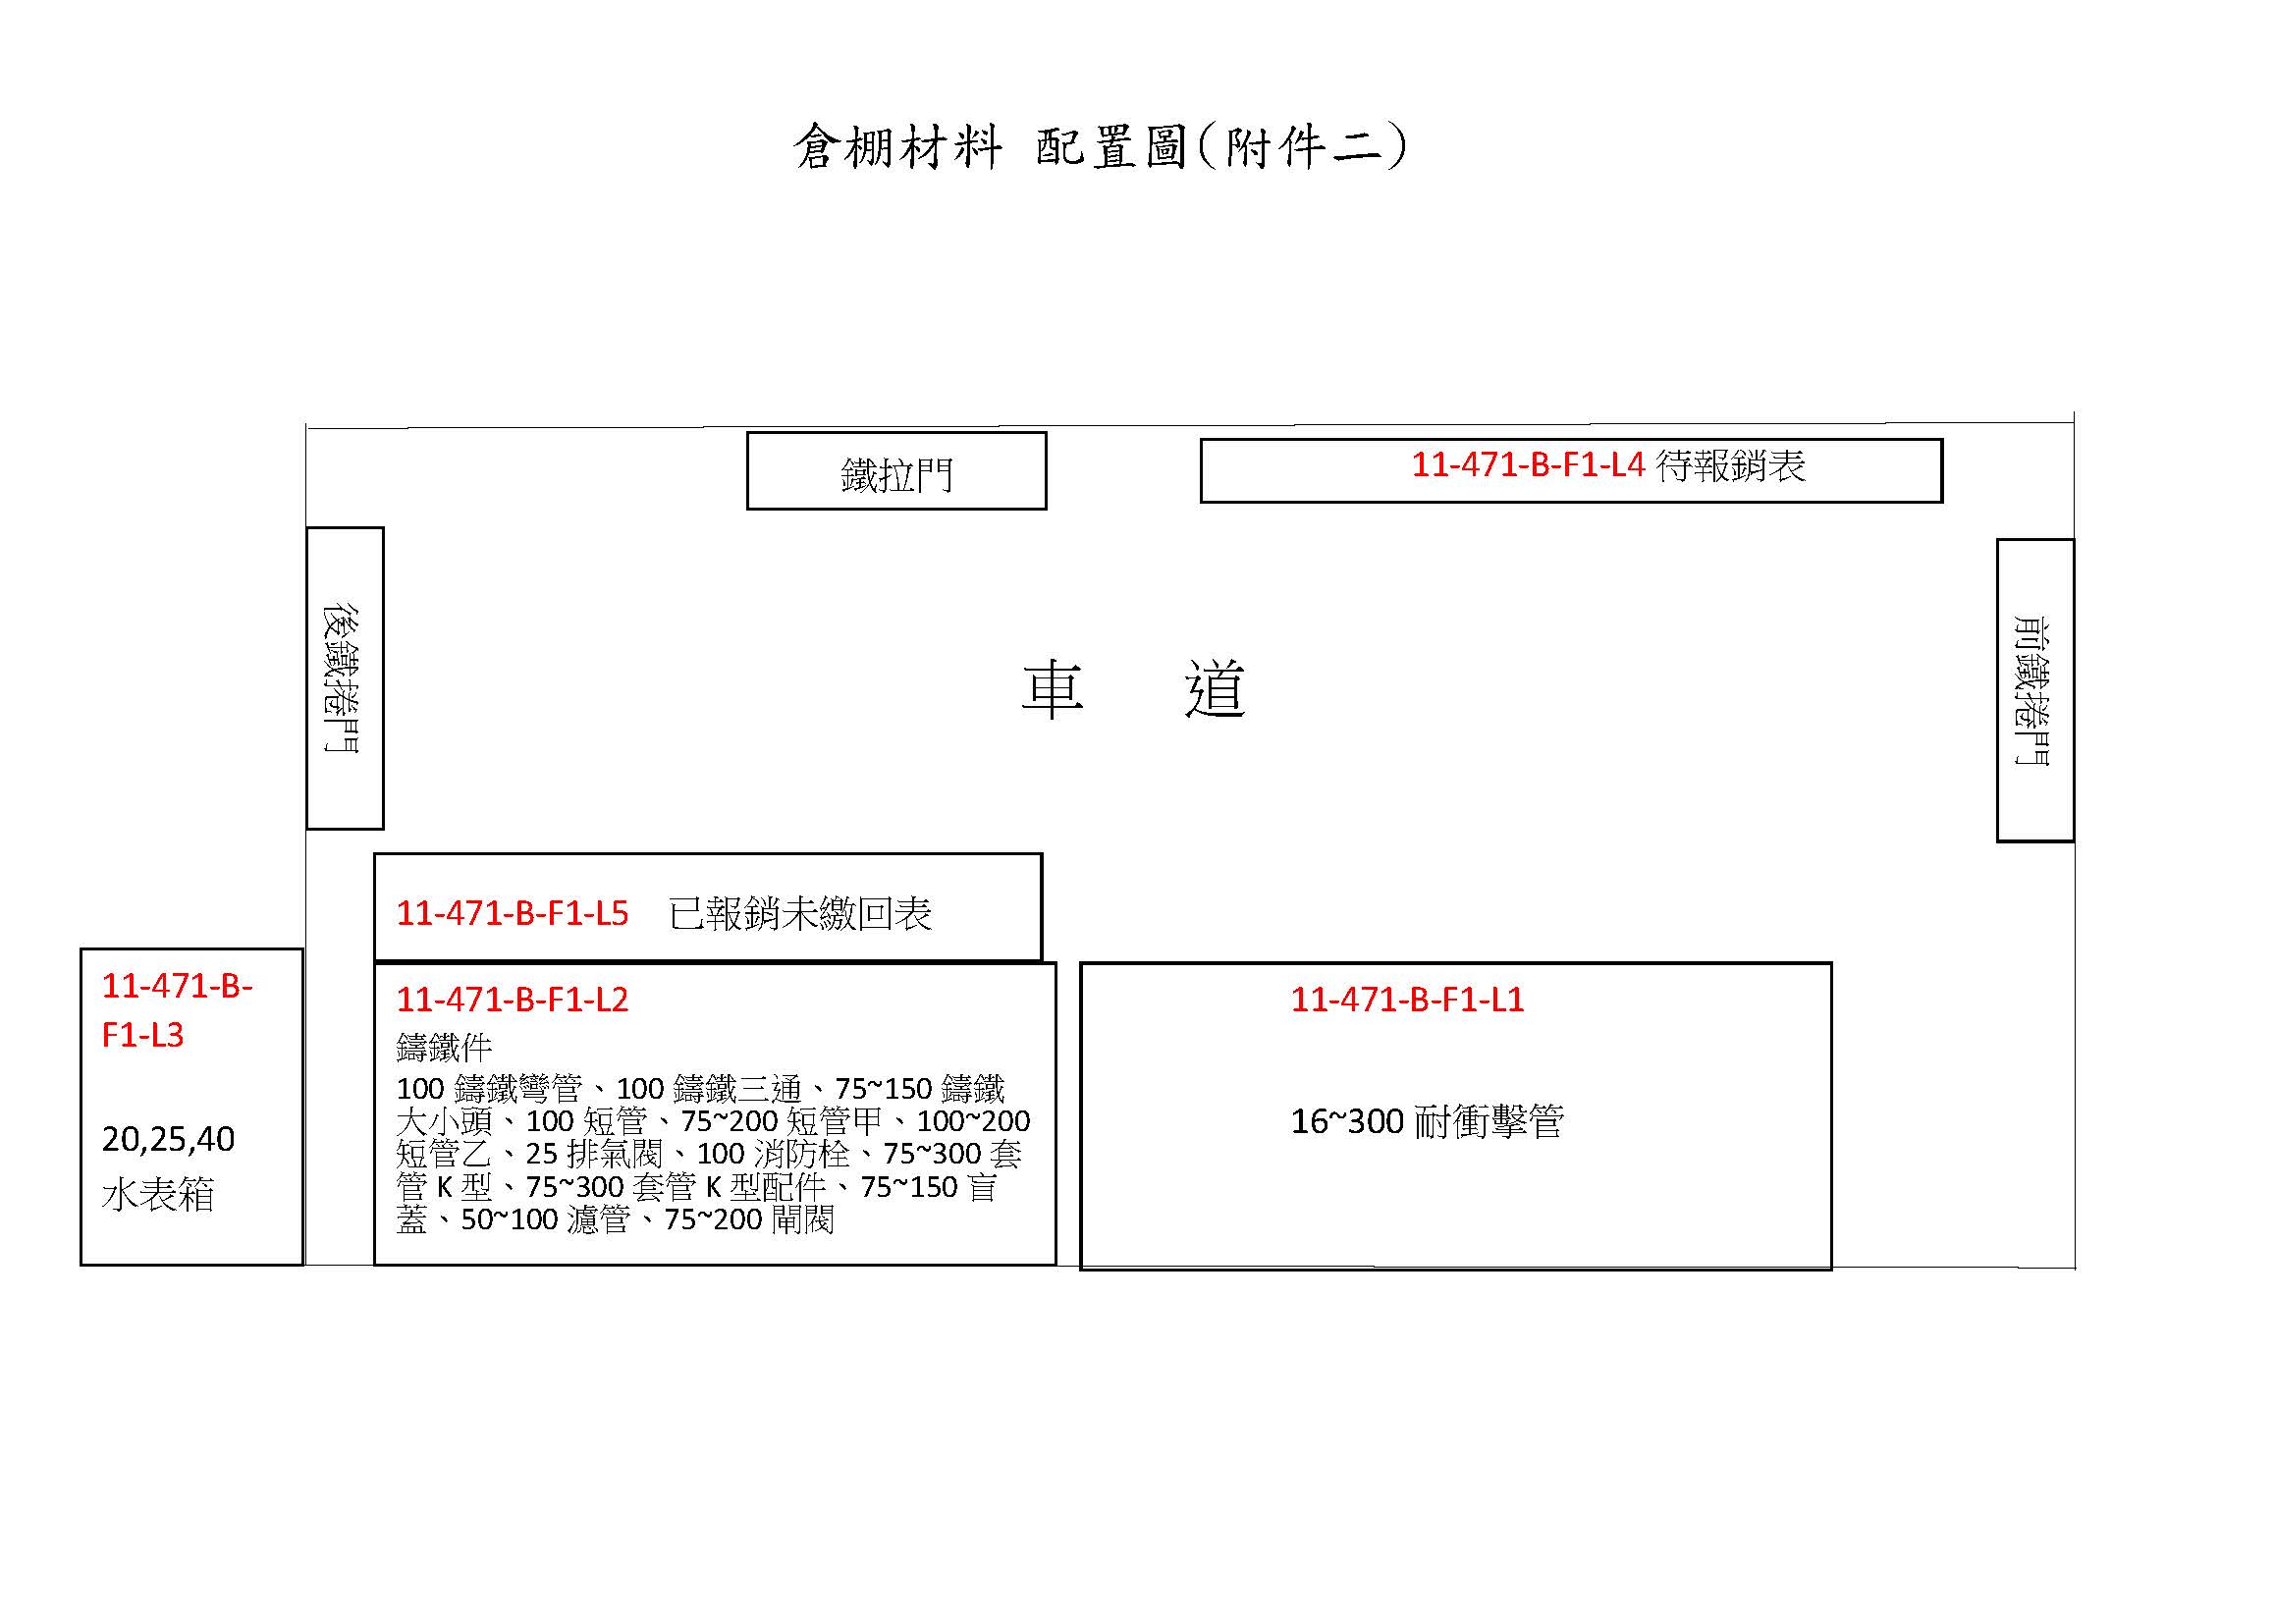 倉棚材料 配置圖(附件二)
鐵拉門
11-471-B-F1-L4 待報銷表
後鐵捲門
前鐵捲門
車 道
11-471-B-F1-L5 已報銷未繳回表
11-471-B-
F1-L3
20,25,40
水表箱
11-471-B-F1-L2
鑄鐵件
100 鑄鐵彎管、100 鑄鐵三通、75~150 鑄鐵
大小頭、100 短管、75~200 短管甲、100~200
短管乙、25 排氣閥、100 消防栓、75~300 套
管 K 型、75~300 套管 K 型配件、75~150 盲
蓋、50~100 濾管、75~200 閘閥
11-471-B-F1-L1
16~300 耐衝擊管